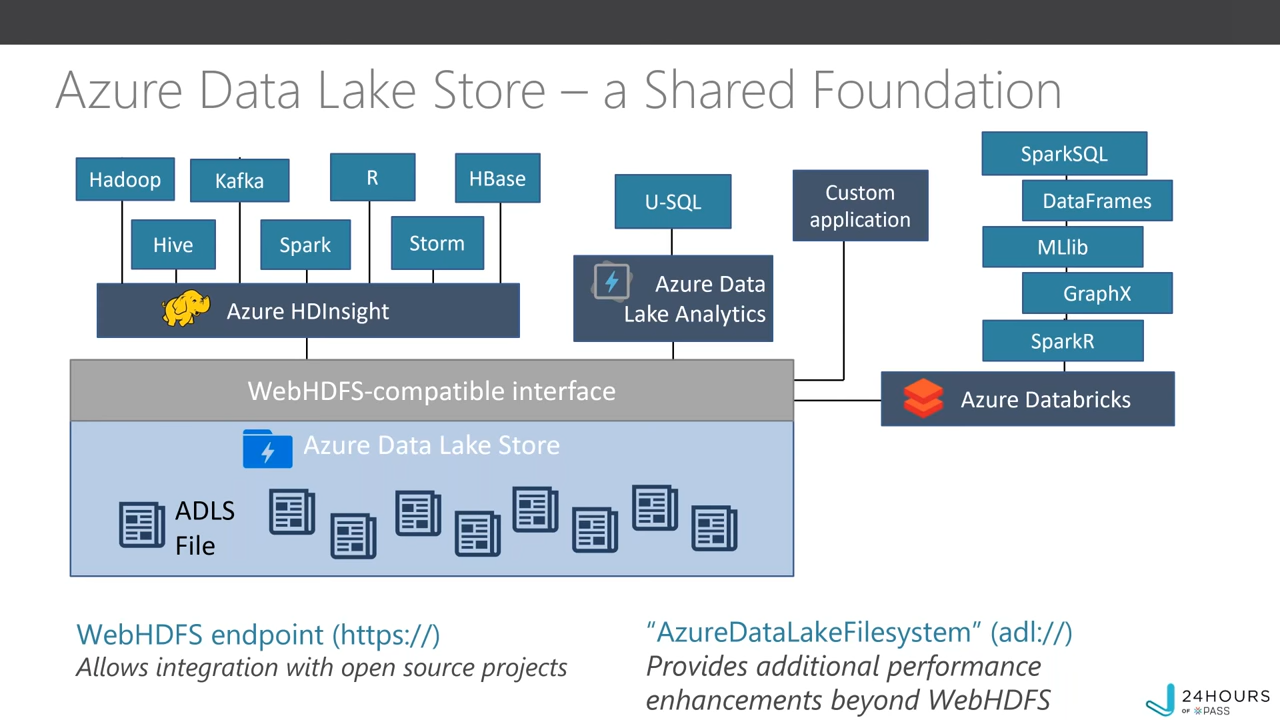 Azure Data Lake Store – a Shared Foundation
Hadoop
Kafka
R
HBase
Hive
Spark
Storm
Azure HDInsight
U-SQL
Azure Data
Lake Analytics
Custom
application
SparkSQL
DataFrames
MLlib
GraphX
SparkR
Azure Databricks
WebHDFS-compatible interface
Azure Data Lake Store
ADLS
File
WebHDFS endpoint (https://)
Allows integration with open source projects
“AzureDataLakeFilesystem” (adl://)
Provides additional performance
enhancements beyond WebHDFS
24HOURS
OF PASS